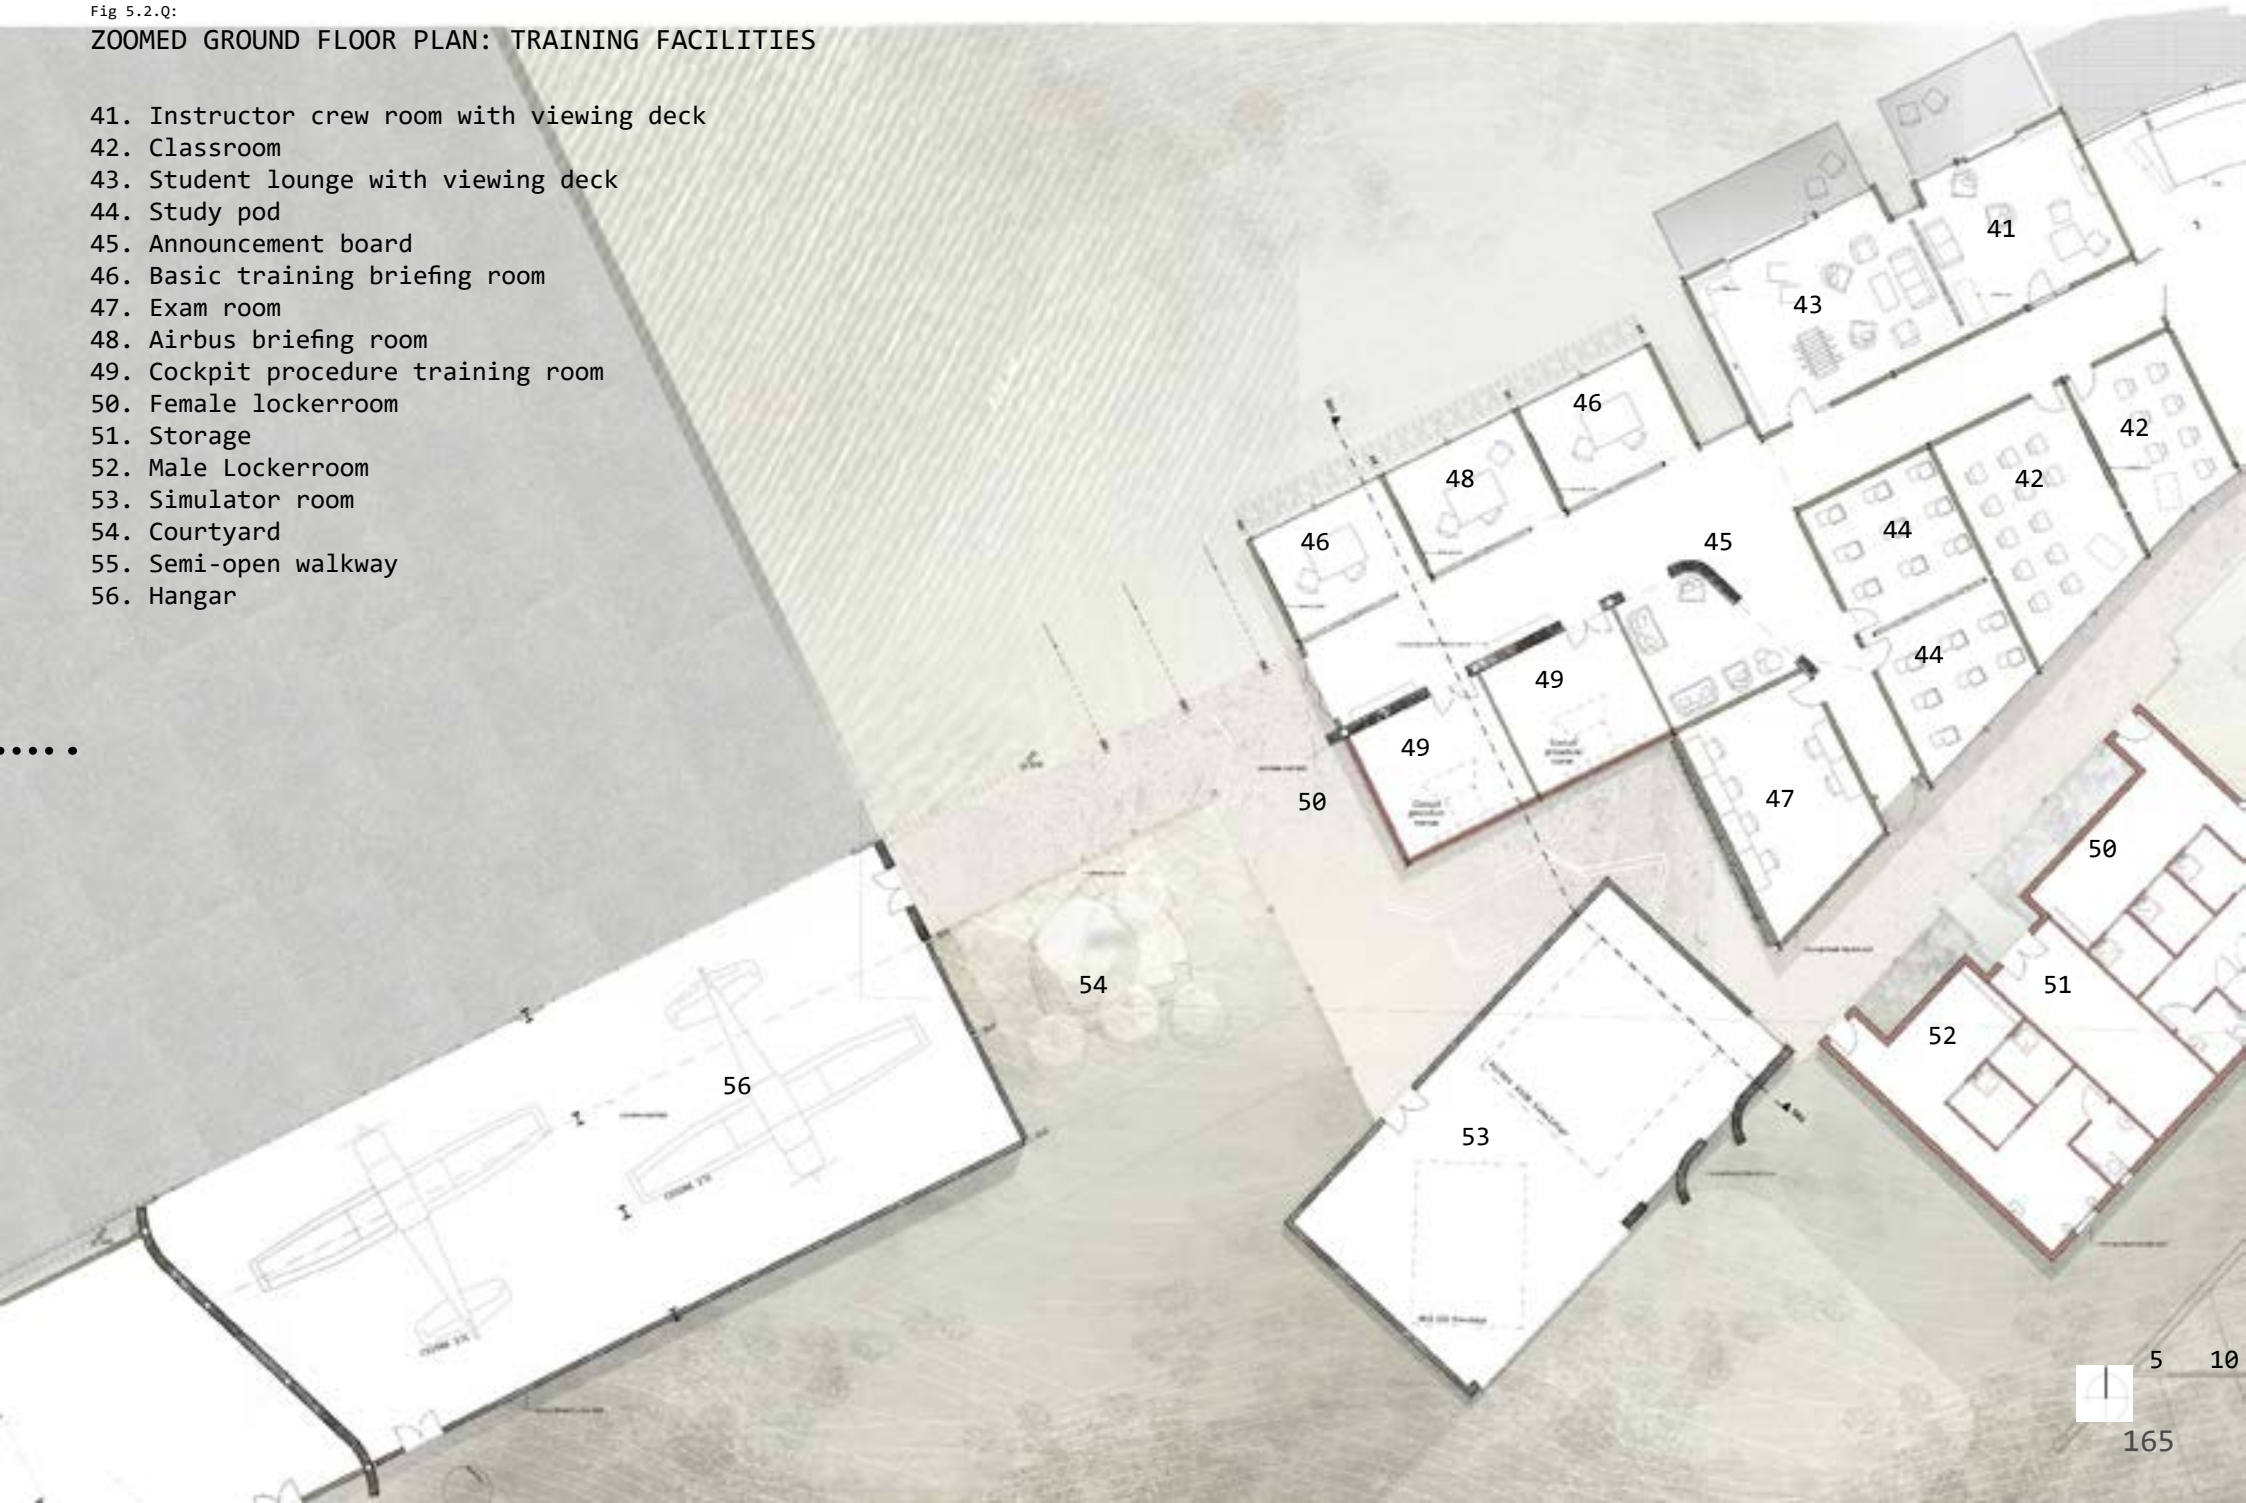 Fig 5.2.Q:
ZOOMED GROUND FLOOR PLAN: TRAINING FACILITIES
41. Instructor crew room with viewing deck
42. Classroom
43. Student lounge with viewing deck
44. Study pod
45. Announcement board
46. Basic training briefing room
47. Exam room
48. Airbus briefing room
49. Cockpit procedure training room
50. Female lockerroom
51. Storage
52. Male Lockerroom
53. Simulator room
54. Courtyard
55. Semi-open walkway
56. Hangar
41
43
46
42
48
42
44
46
45
44
49
49
50
47
50
54
51
52
56
53
5 10
165